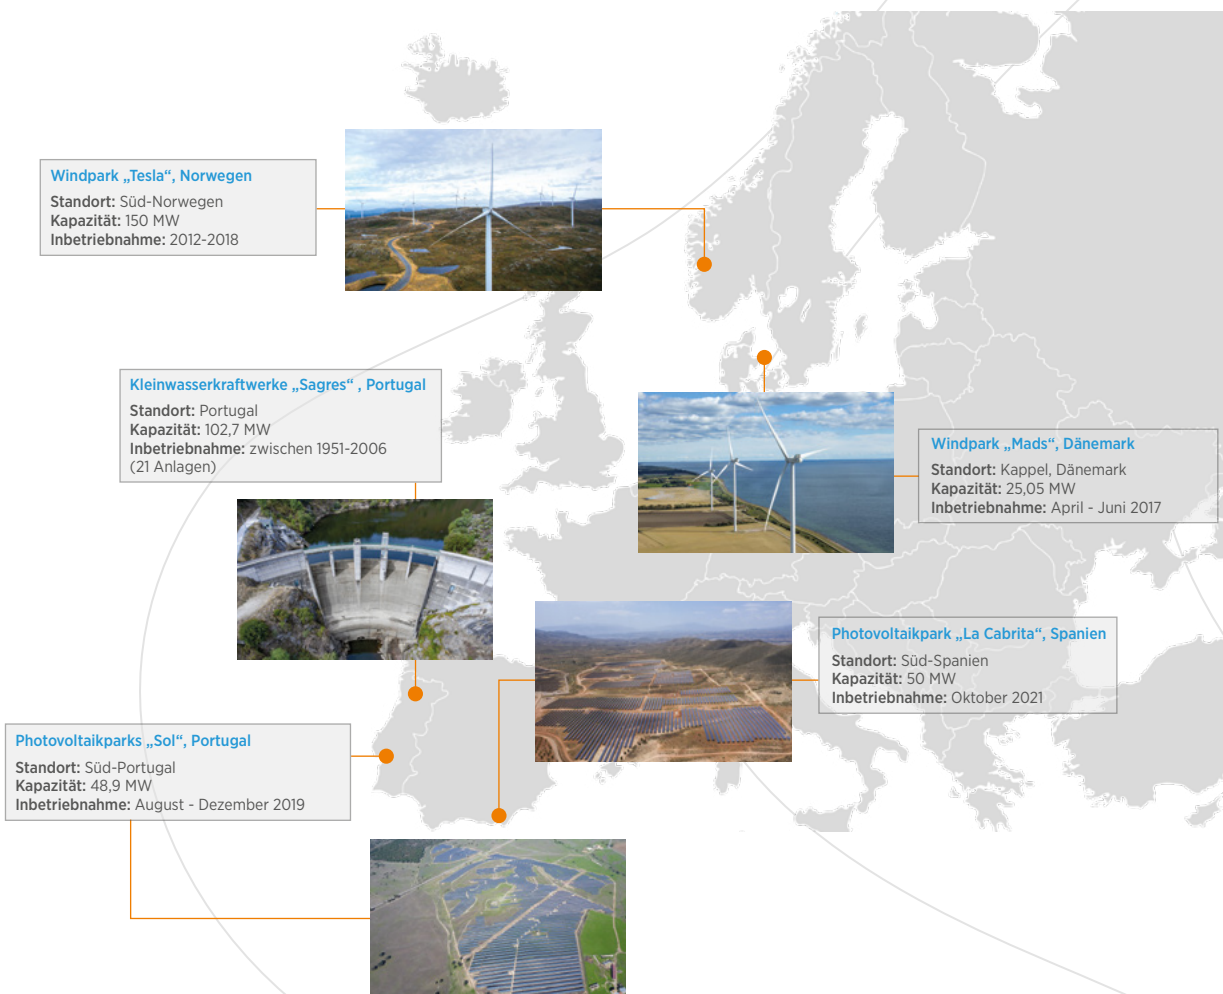 Windpark „Tesla“, Norwegen
Standort: Süd-Norwegen
Kapazität: 150 MW
Inbetriebnahme: 2012-2018
Kleinwasserkraftwerke „Sagres“ , Portugal
Standort: Portugal
Kapazität: 102,7 MW
Inbetriebnahme: zwischen 1951-2006
(21 Anlagen)
Windpark „Mads“, Dänemark
Standort: Kappel, Dänemark
Kapazität: 25,05 MW
Inbetriebnahme: April - Juni 2017
Photovoltaikpark „La Cabrita“, Spanien
Standort: Süd-Spanien
Kapazität: 50 MW
Inbetriebnahme: Oktober 2021
Photovoltaikparks „Sol“, Portugal
Standort: Süd-Portugal
Kapazität: 48,9 MW
Inbetriebnahme: August - Dezember 2019